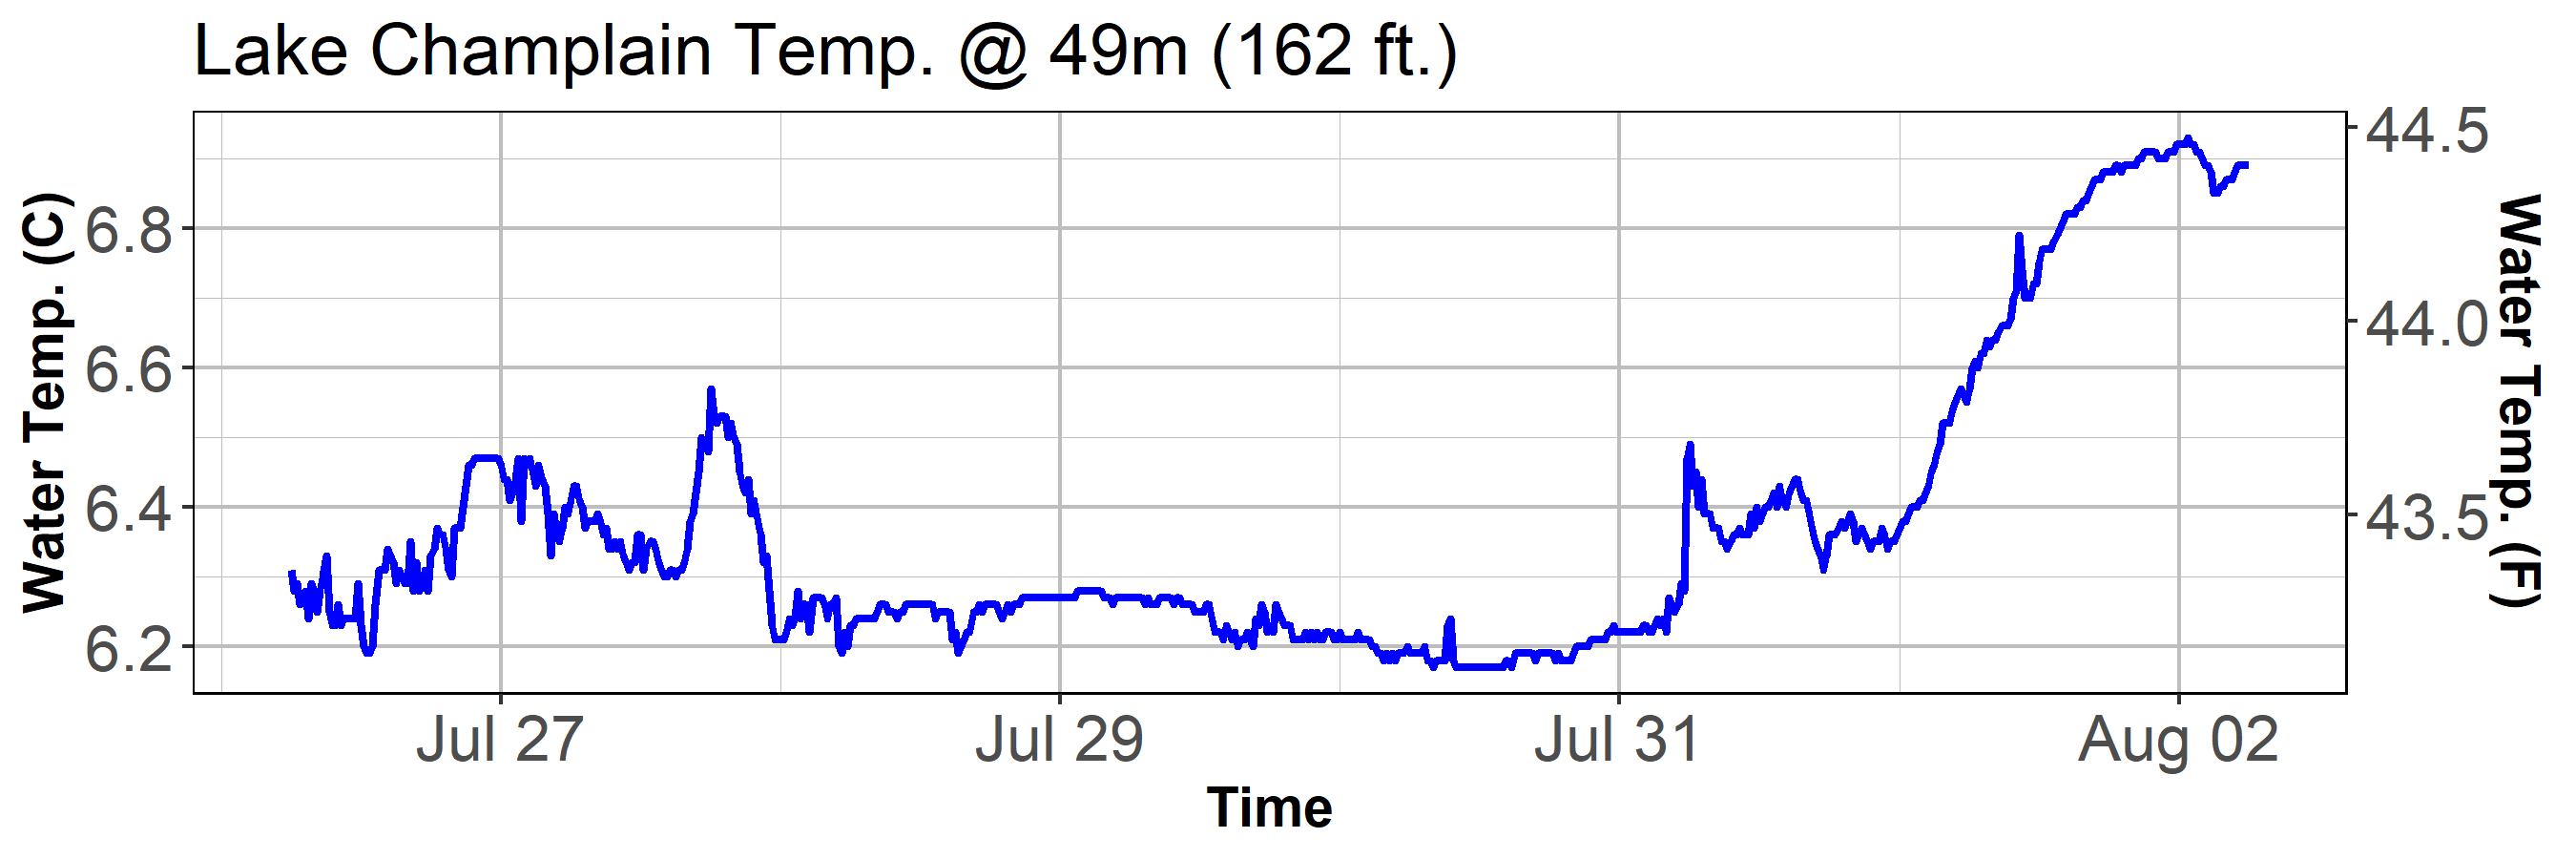 Lake Champlain Temp. @ 49m (162 ft.)
Water Temp. (C)
6.8
6.6
6.4
6.2
44.5
44.0
43.5
Water Temp. (F)
Jul 27 Jul 29 Jul 31 Aug 02
Time